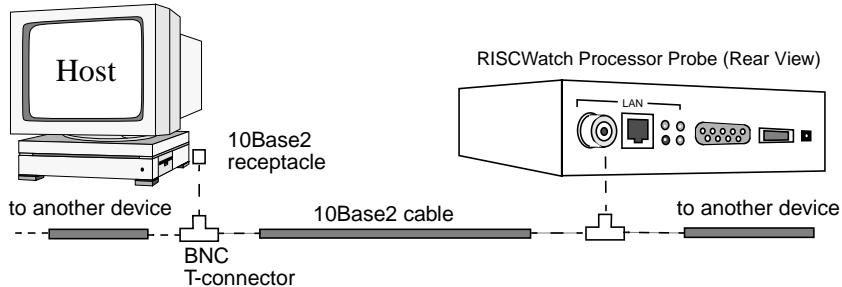 Host
RISCWatch Processor Probe (Rear View)
LAN
10Base2
receptacle
to another device
10Base2 cable
to another device
BNC
T-connector